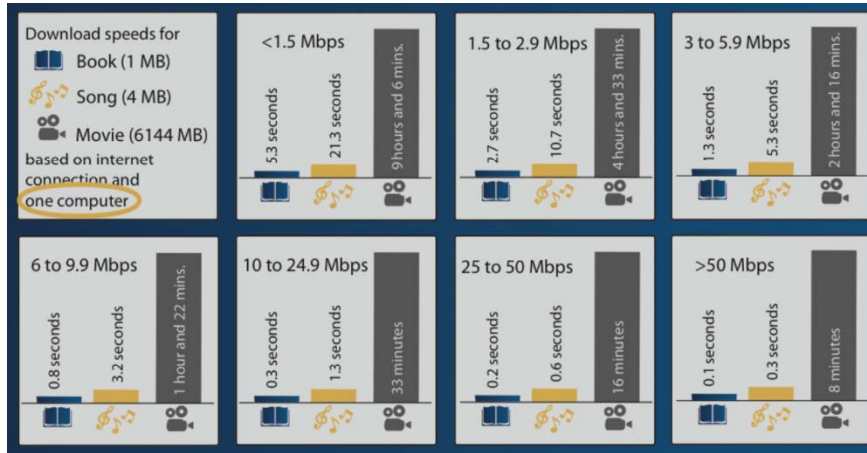 Download speeds for
Book (1 MB)
Song (4 MB)
Movie (6144 MB)
based on internet
connection and
one computer
<1.5 Mbps
5.3 seconds
21.3 seconds
9 hours and 6 mins.
1.5 to 2.9 Mbps
2.7 seconds
10.7 seconds
4 hours and 33 mins.
3 to 5.9 Mbps
1.3 seconds
5.3 seconds
2 hours and 16 mins.
6 to 9.9 Mbps
0.8 seconds
3.2 seconds
1 hour and 22 mins.
10 to 24.9 Mbps
0.3 seconds
1.3 seconds
33 minutes
25 to 50 Mbps
0.2 seconds
0.6 seconds
16 minutes
>50 Mbps
0.1 seconds
0.3 seconds
8 minutes